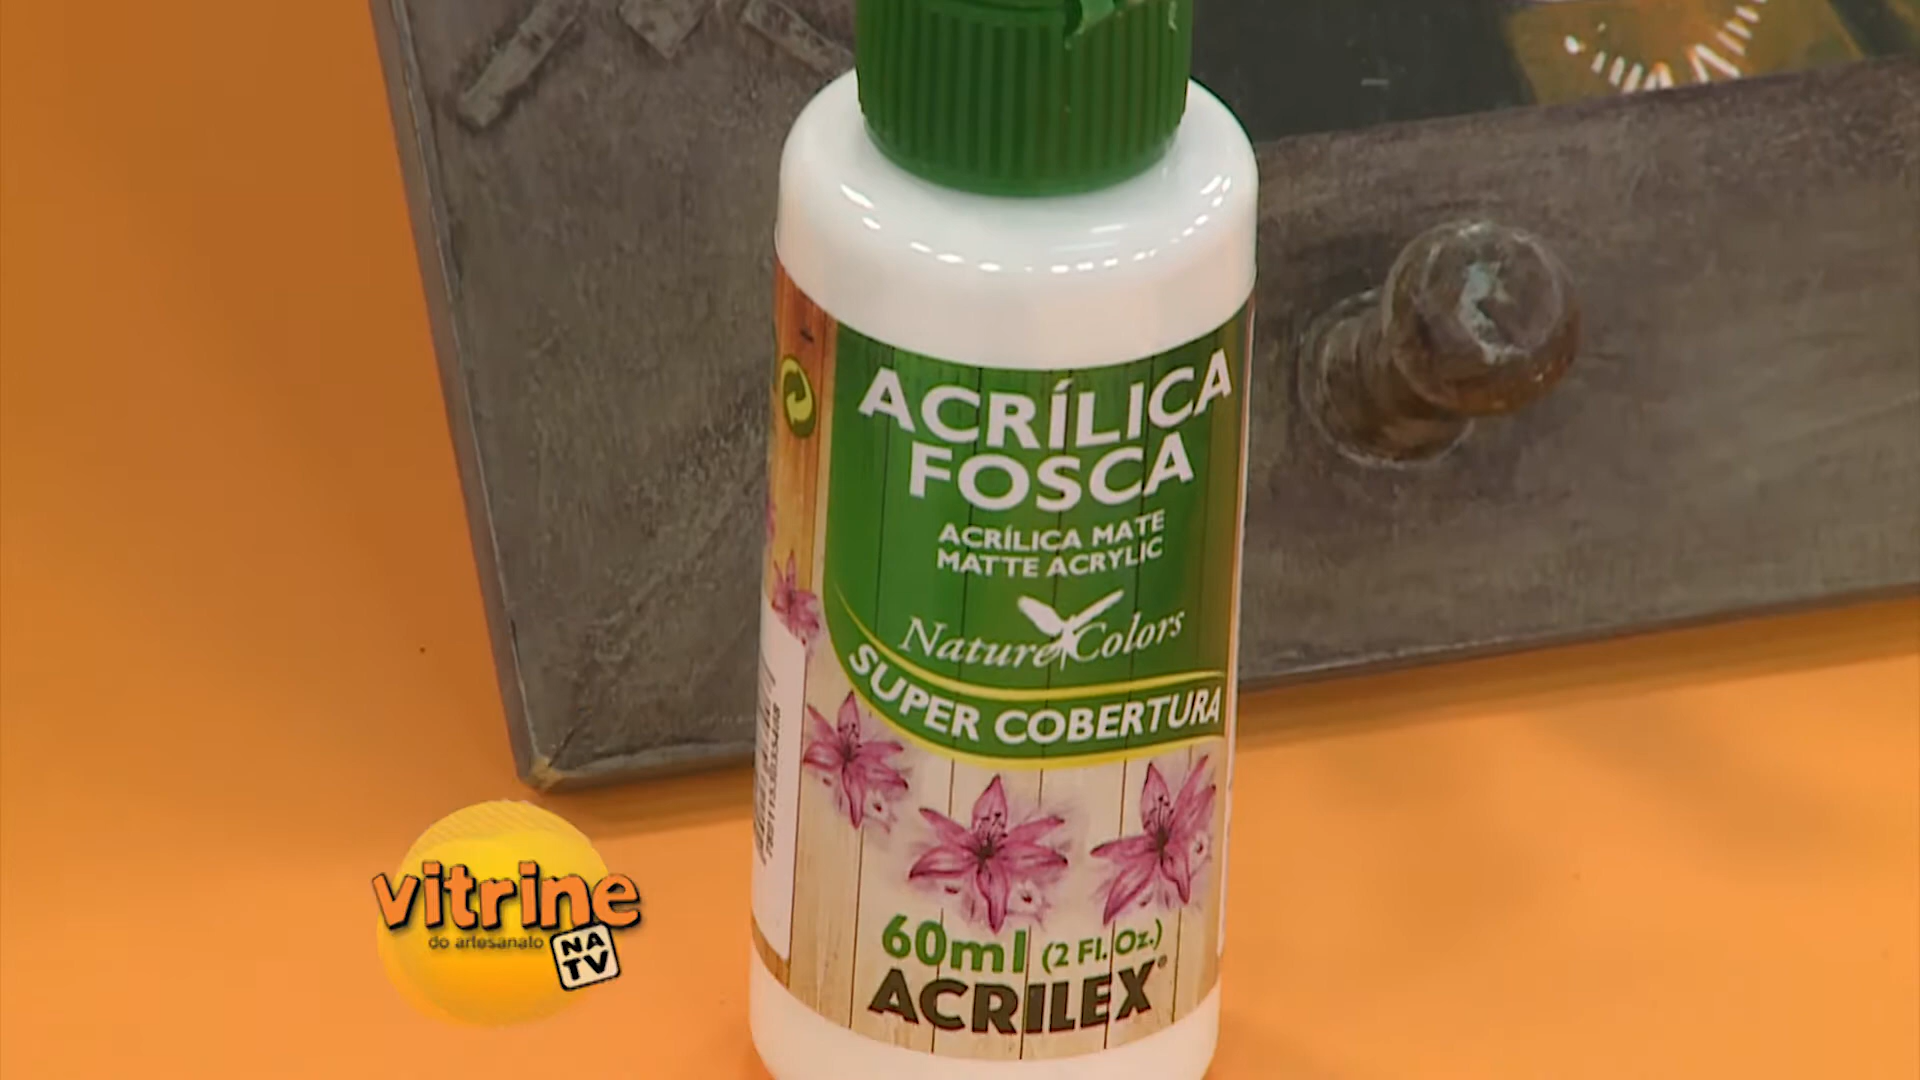 ACRÍLICA
FOSCA
ACRÍLICA MATE
MATTE ACRYLIC
Nature Colors
SUPER COBERTURA
60ml (2 Fl. Oz.)
ACRILEX®
vitrine
do artesanato
NA
TV